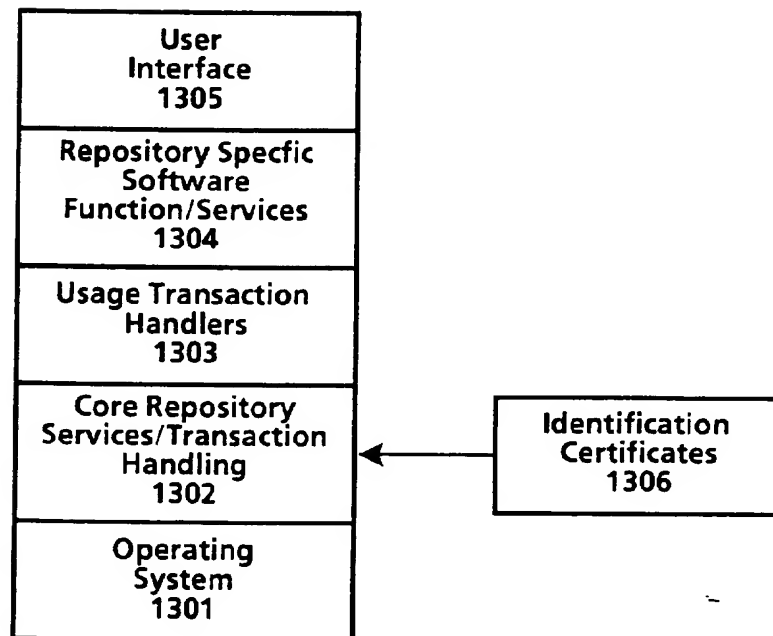 User
Interface
1305
Repository Specfic
Software
Function/Services
1304
Usage Transaction
Handlers
1303
Core Repository
Services/Transaction
Handling
1302
Identification
Certificates
1306
Operating
System
1301